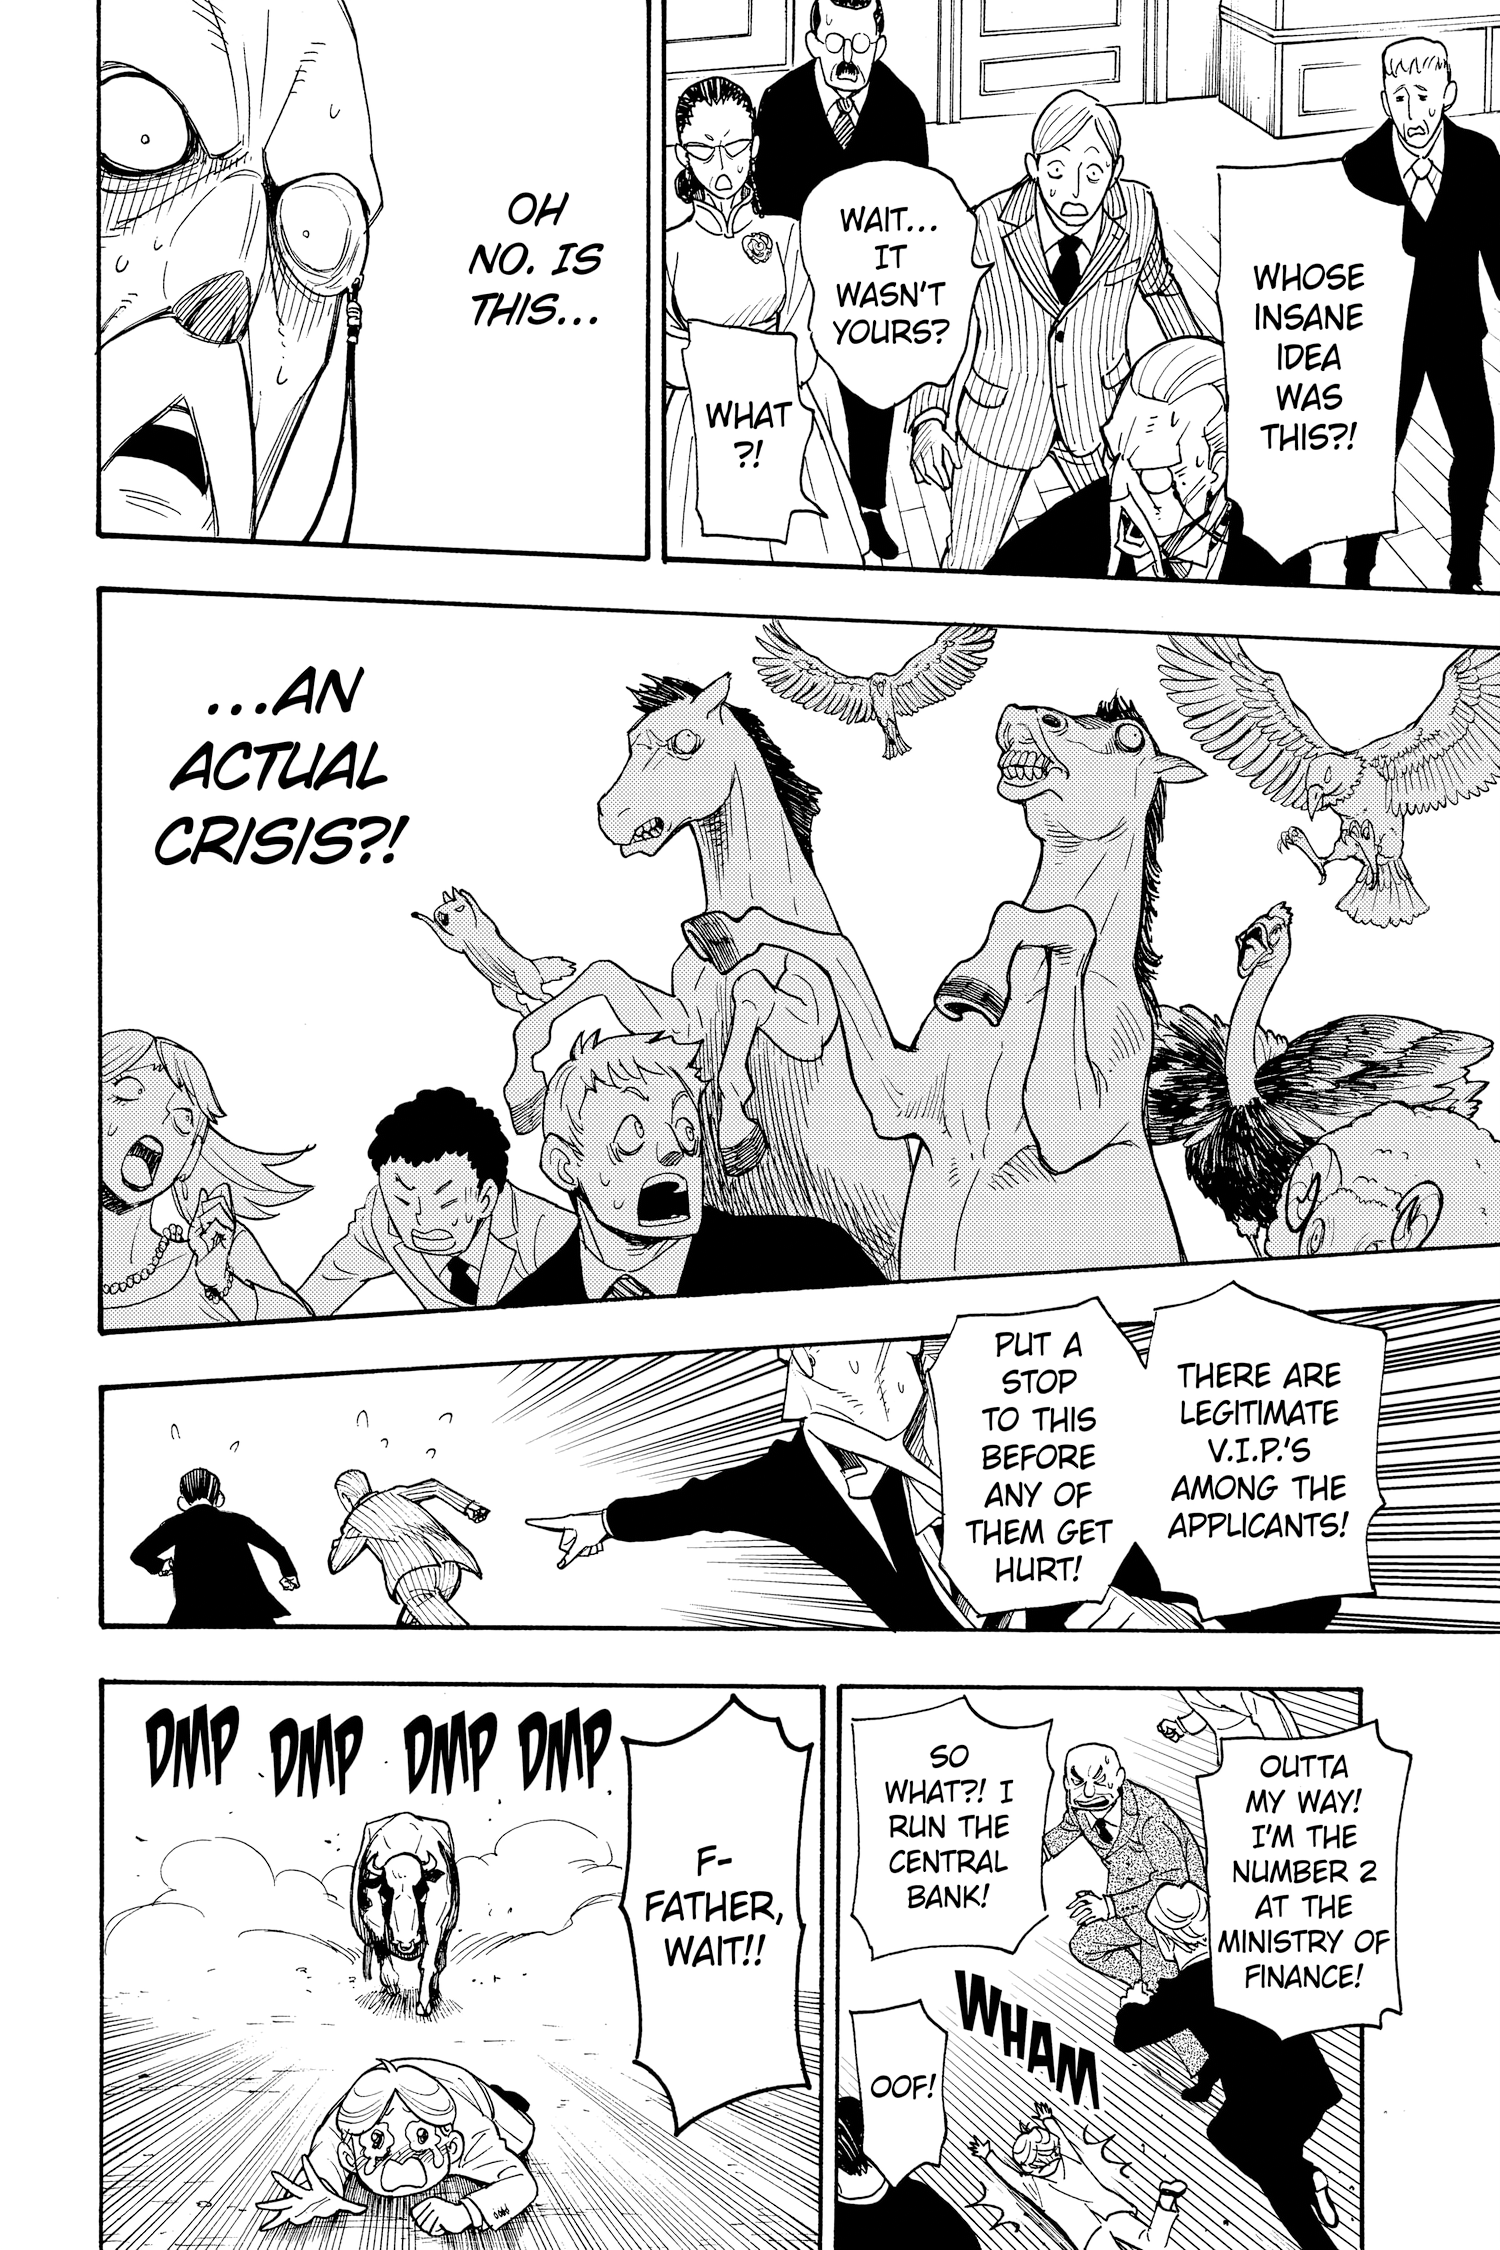 WHOSE
INSANE
IDEA
WAS
THIS?!
WAIT...
IT
WASN'T
YOURS?
WHAT
?!
OH
NO. IS
THIS...
...AN
ACTUAL
CRISIS?!
THERE ARE
LEGITIMATE
V.I.P.'S
AMONG THE
APPLICANTS!
PUT A
STOP
TO THIS
BEFORE
ANY OF
THEM GET
HURT!
OUTTA
MY WAY!
I'M THE
NUMBER 2
AT THE
MINISTRY OF
FINANCE!
SO
WHAT?! I
RUN THE
CENTRAL
BANK!
WHAM
OOF!
F-
FATHER,
WAIT!!
DMP DMP DMP DMP